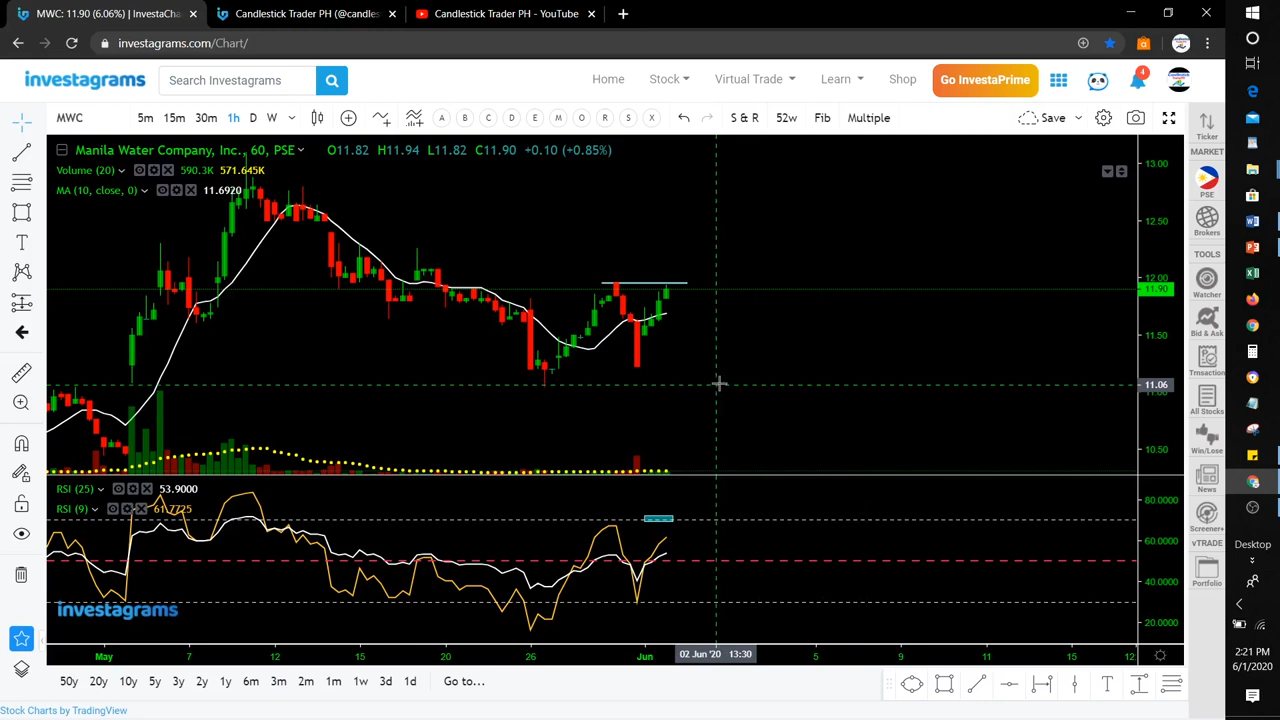 MWC: 11.90 (6.06%) | InvestaCha
Candlestick Trader PH (@candles
Candlestick Trader PH - YouTube
investagrams.com/Chart/
investagrams
Search Investagrams
Home
Stock
Virtual Trade
Learn
Shop
Go InvestaPrime
4
MWC
5m 15m 30m 1h D W
A B C D E M O R S X
S & R
52w
Fib
Multiple
Save
Manila Water Company, Inc., 60, PSE
O11.82 H11.94 L11.82 C11.90 +0.10 (+0.85%)
Volume (20) 590.3K 571.645K
MA (10, close, 0) 11.6920
13.00
12.50
12.00
11.90
11.50
11.06
11.00
10.50
RSI (25) 53.9000
RSI (9) 61.7725
80.0000
60.0000
40.0000
20.0000
investagrams
May 7 12 15 20 26 Jun 02 Jun '20 13:30 5 9 11 15 12:
50y 20y 10y 5y 3y 2y 1y 6m 3m 2m 1m 1w 3d 1d Go to...
Stock Charts by TradingView
Ticker
MARKET
PSE
Brokers
TOOLS
Watcher
Bid & Ask
Trnsaction
All Stocks
Win/Lose
News
Screener+
vTRADE
Portfolio
Desktop
2:21 PM
6/1/2020